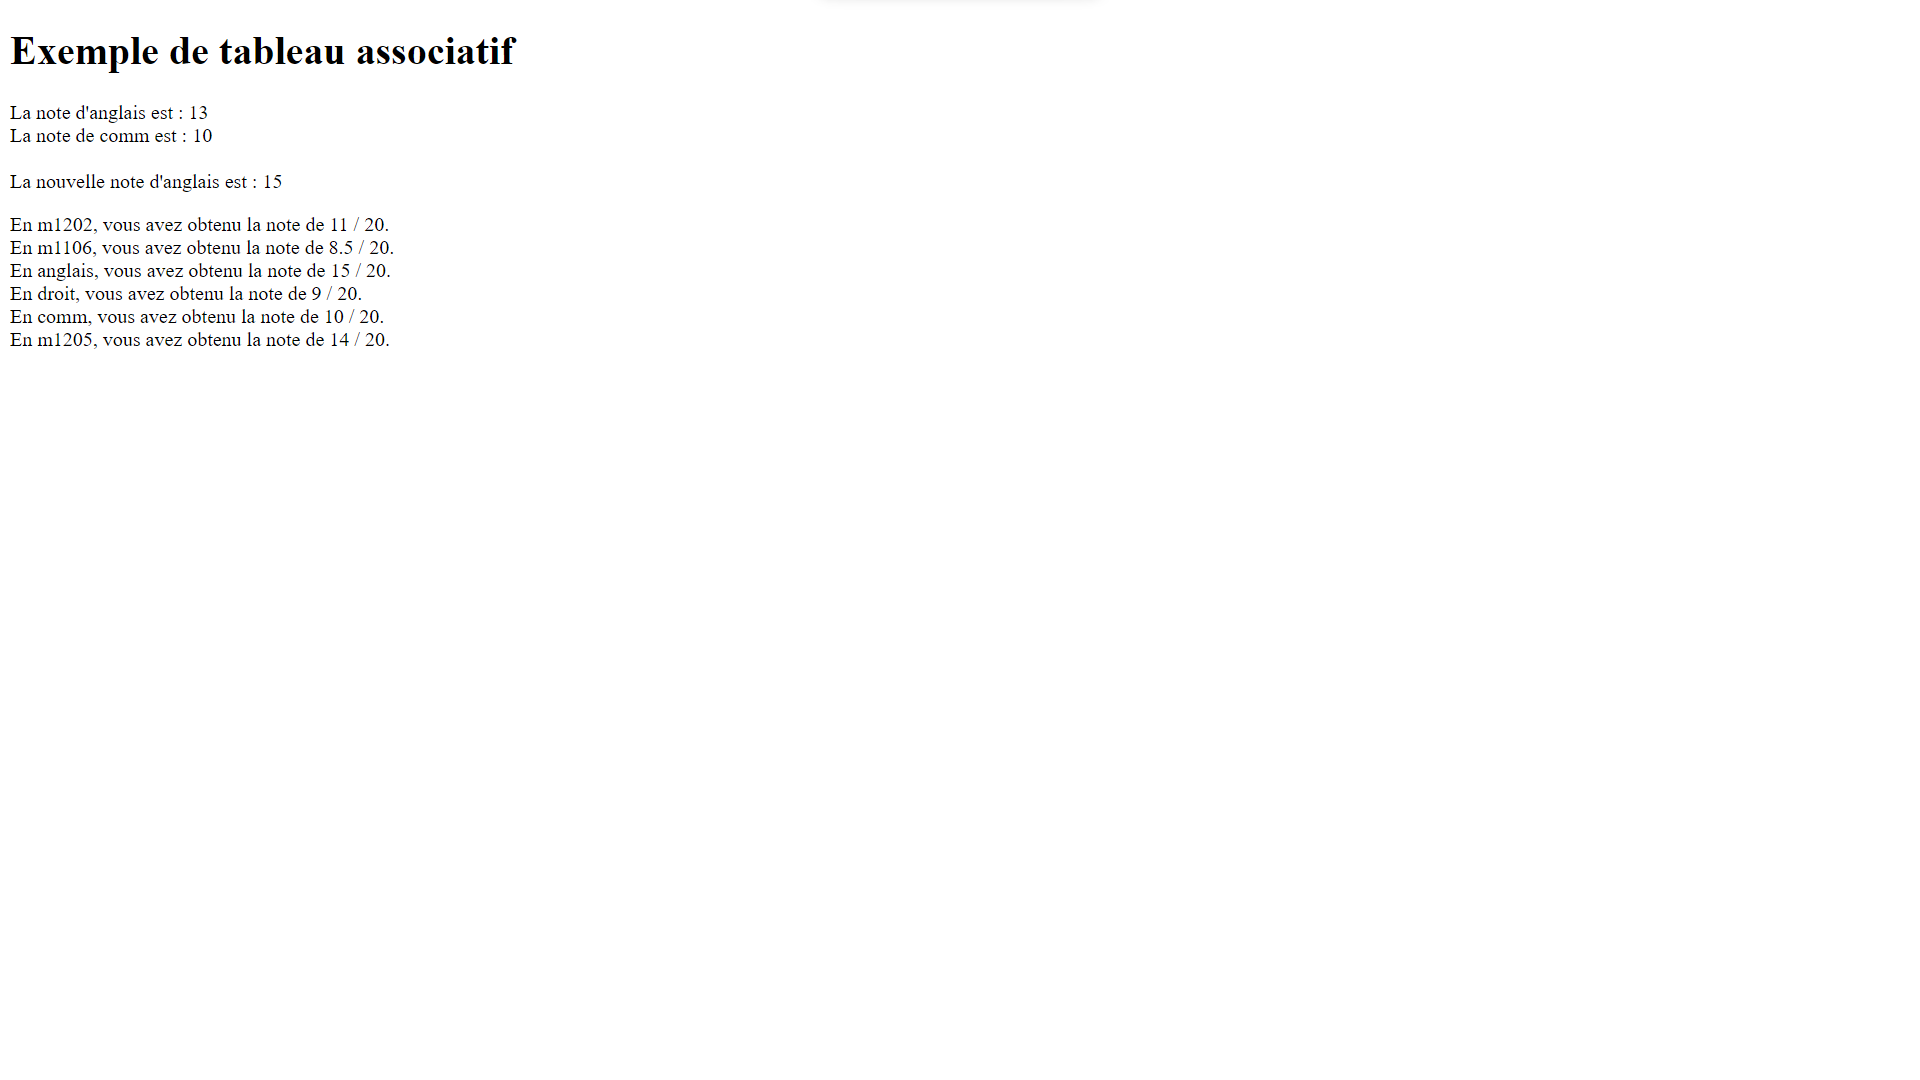 Exemple de tableau associatif
La note d'anglais est : 13
La note de comm est : 10
La nouvelle note d'anglais est : 15
En m1202, vous avez obtenu la note de 11 / 20.
En m1106, vous avez obtenu la note de 8.5 / 20.
En anglais, vous avez obtenu la note de 15 / 20.
En droit, vous avez obtenu la note de 9 / 20.
En comm, vous avez obtenu la note de 10 / 20.
En m1205, vous avez obtenu la note de 14 / 20.